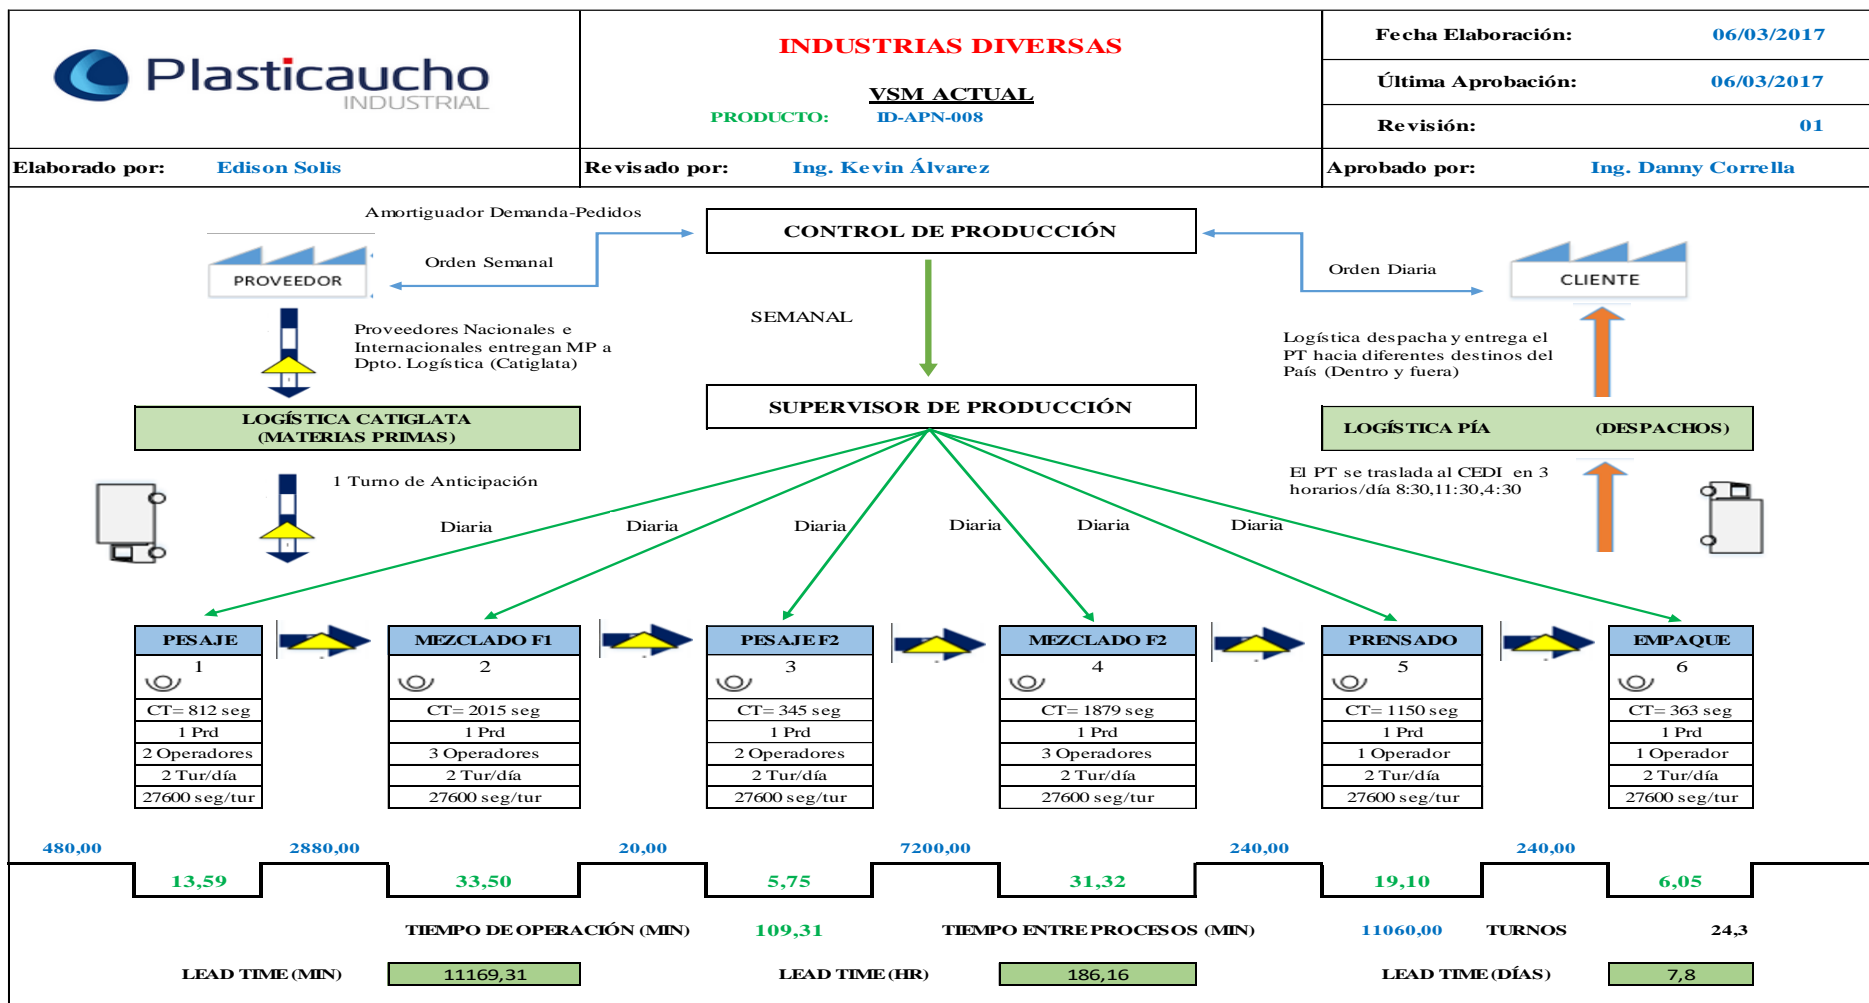 Plasticaucho
INDUSTRIAL
INDUSTRIAS DIVERSAS
VSM ACTUAL
PRODUCTO: ID-APN-008
Fecha Elaboración: 06/03/2017
Última Aprobación: 06/03/2017
Revisión: 01
Elaborado por: Edison Solis
Revisado por: Ing. Kevin Álvarez
Aprobado por: Ing. Danny Corrella
Amortiguador Demanda-Pedidos
CONTROL DE PRODUCCIÓN
PROVEEDOR
Orden Semanal
Orden Diaria
CLIENTE
SEMANAL
Proveedores Nacionales e
Internacionales entregan MP a
Dpto. Logística (Catiglata)
Logística despacha y entrega el
PT hacia diferentes destinos del
País (Dentro y fuera)
LOGÍSTICA CATIGLATA
(MATERIAS PRIMAS)
SUPERVISOR DE PRODUCCIÓN
LOGÍSTICA PÍA (DESPACHOS)
1 Turno de Anticipación
El PT se traslada al CEDI en 3
horarios/día 8:30,11:30,4:30
Diaria Diaria Diaria Diaria Diaria Diaria
PESAJE MEZCLADO F1 PESAJE F2 MEZCLADO F2 PRENSADO EMPAQUE
1 2 3 4 5 6
CT= 812 seg CT= 2015 seg CT= 345 seg CT= 1879 seg CT= 1150 seg CT= 363 seg
1 Prd 1 Prd 1 Prd 1 Prd 1 Prd 1 Prd
2 Operadores 3 Operadores 2 Operadores 3 Operadores 1 Operador 1 Operador
2 Tur/día 2 Tur/día 2 Tur/día 2 Tur/día 2 Tur/día 2 Tur/día
27600 seg/tur 27600 seg/tur 27600 seg/tur 27600 seg/tur 27600 seg/tur 27600 seg/tur
480,00 2880,00 20,00 7200,00 240,00 240,00
13,59 33,50 5,75 31,32 19,10 6,05
TIEMPO DE OPERACIÓN (MIN) 109,31 TIEMPO ENTRE PROCESOS (MIN) 11060,00 TURNOS 24,3
LEAD TIME (MIN) 11169,31 LEAD TIME (HR) 186,16 LEAD TIME (DÍAS) 7,8